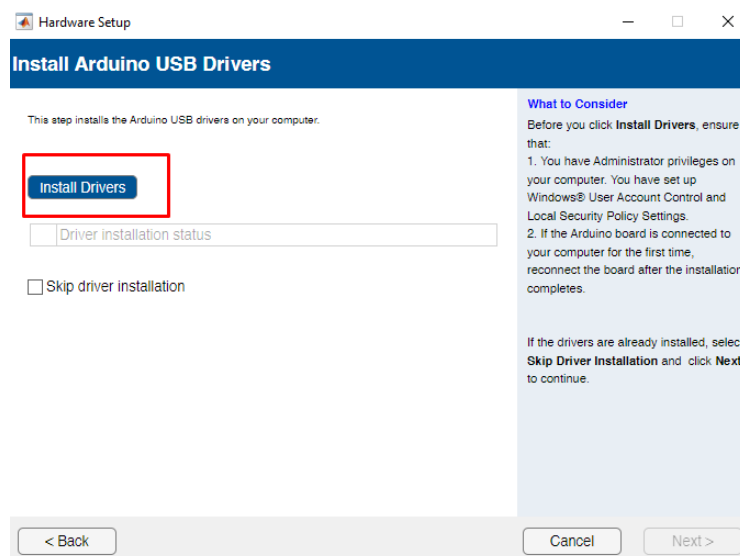 Hardware Setup
Install Arduino USB Drivers
This step installs the Arduino USB drivers on your computer.
Install Drivers
Driver installation status
Skip driver installation
What to Consider
Before you click Install Drivers, ensure
that:
1. You have Administrator privileges on
your computer. You have set up
Windows® User Account Control and
Local Security Policy Settings.
2. If the Arduino board is connected to
your computer for the first time,
reconnect the board after the installation
completes.
If the drivers are already installed, selec
Skip Driver Installation and click Next
to continue.
< Back
Cancel
Next >